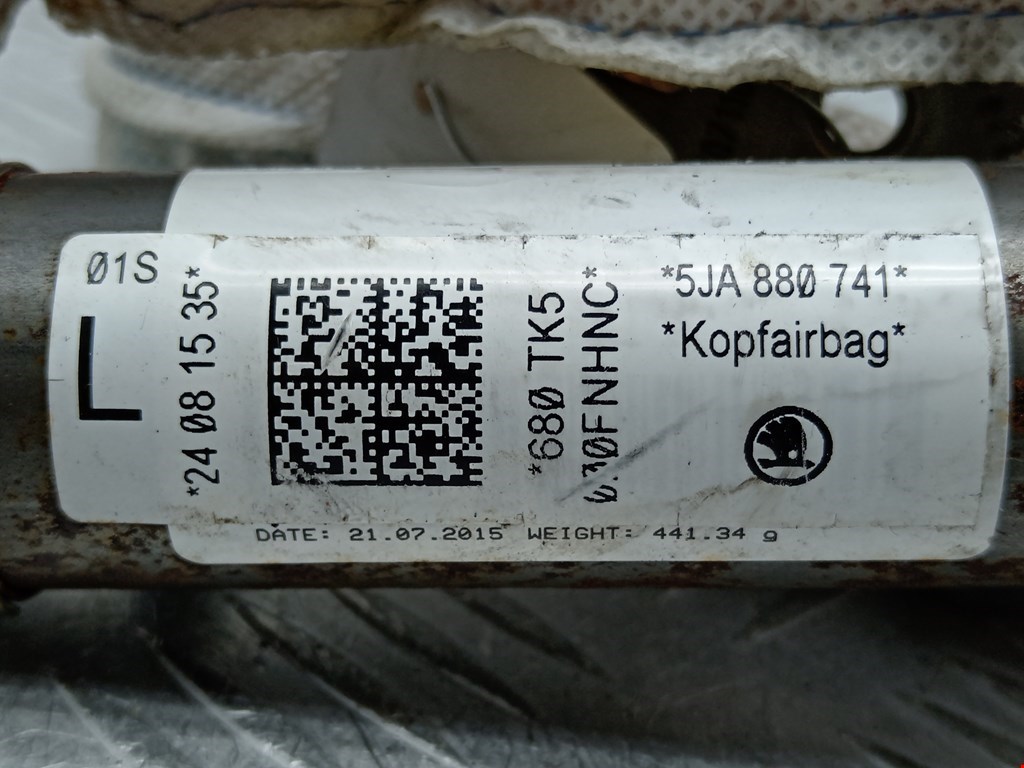 Ø1S
L
*24 Ø8 15 35*
*68Ø TK5
*5JA 88Ø 741*
*Kopfairbag*
DATE: 21.07.2015 WEIGHT: 441.34 g